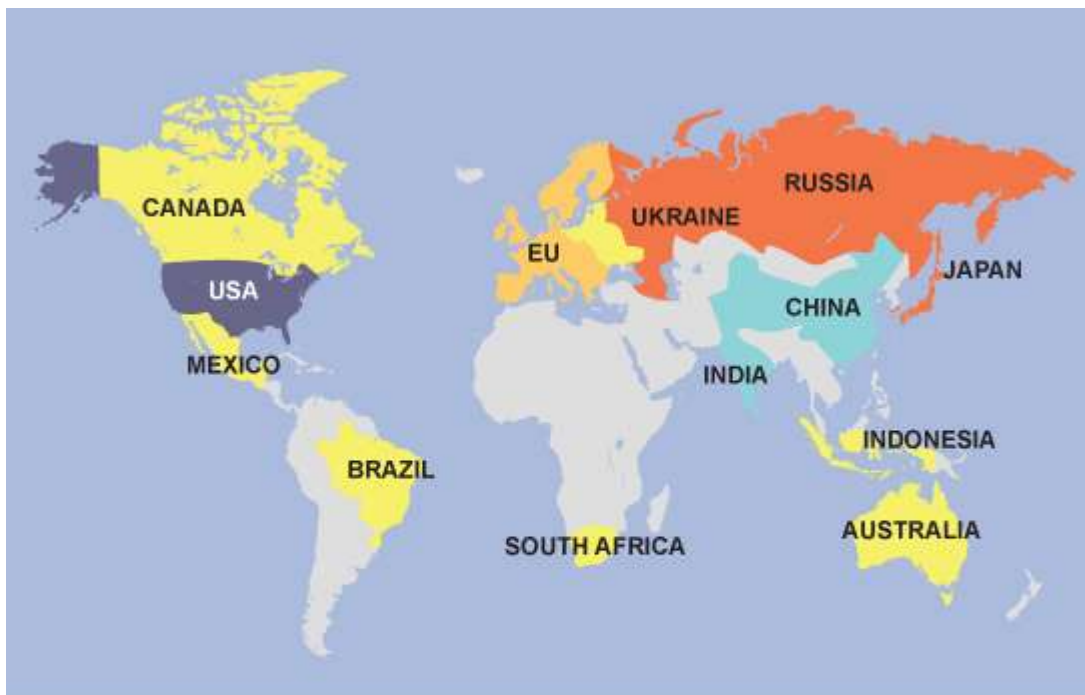 RUSSIA
CANADA
UKRAINE
EU
JAPAN
USA
CHINA
MEXICO
INDIA
INDONESIA
BRAZIL
AUSTRALIA
SOUTH AFRICA